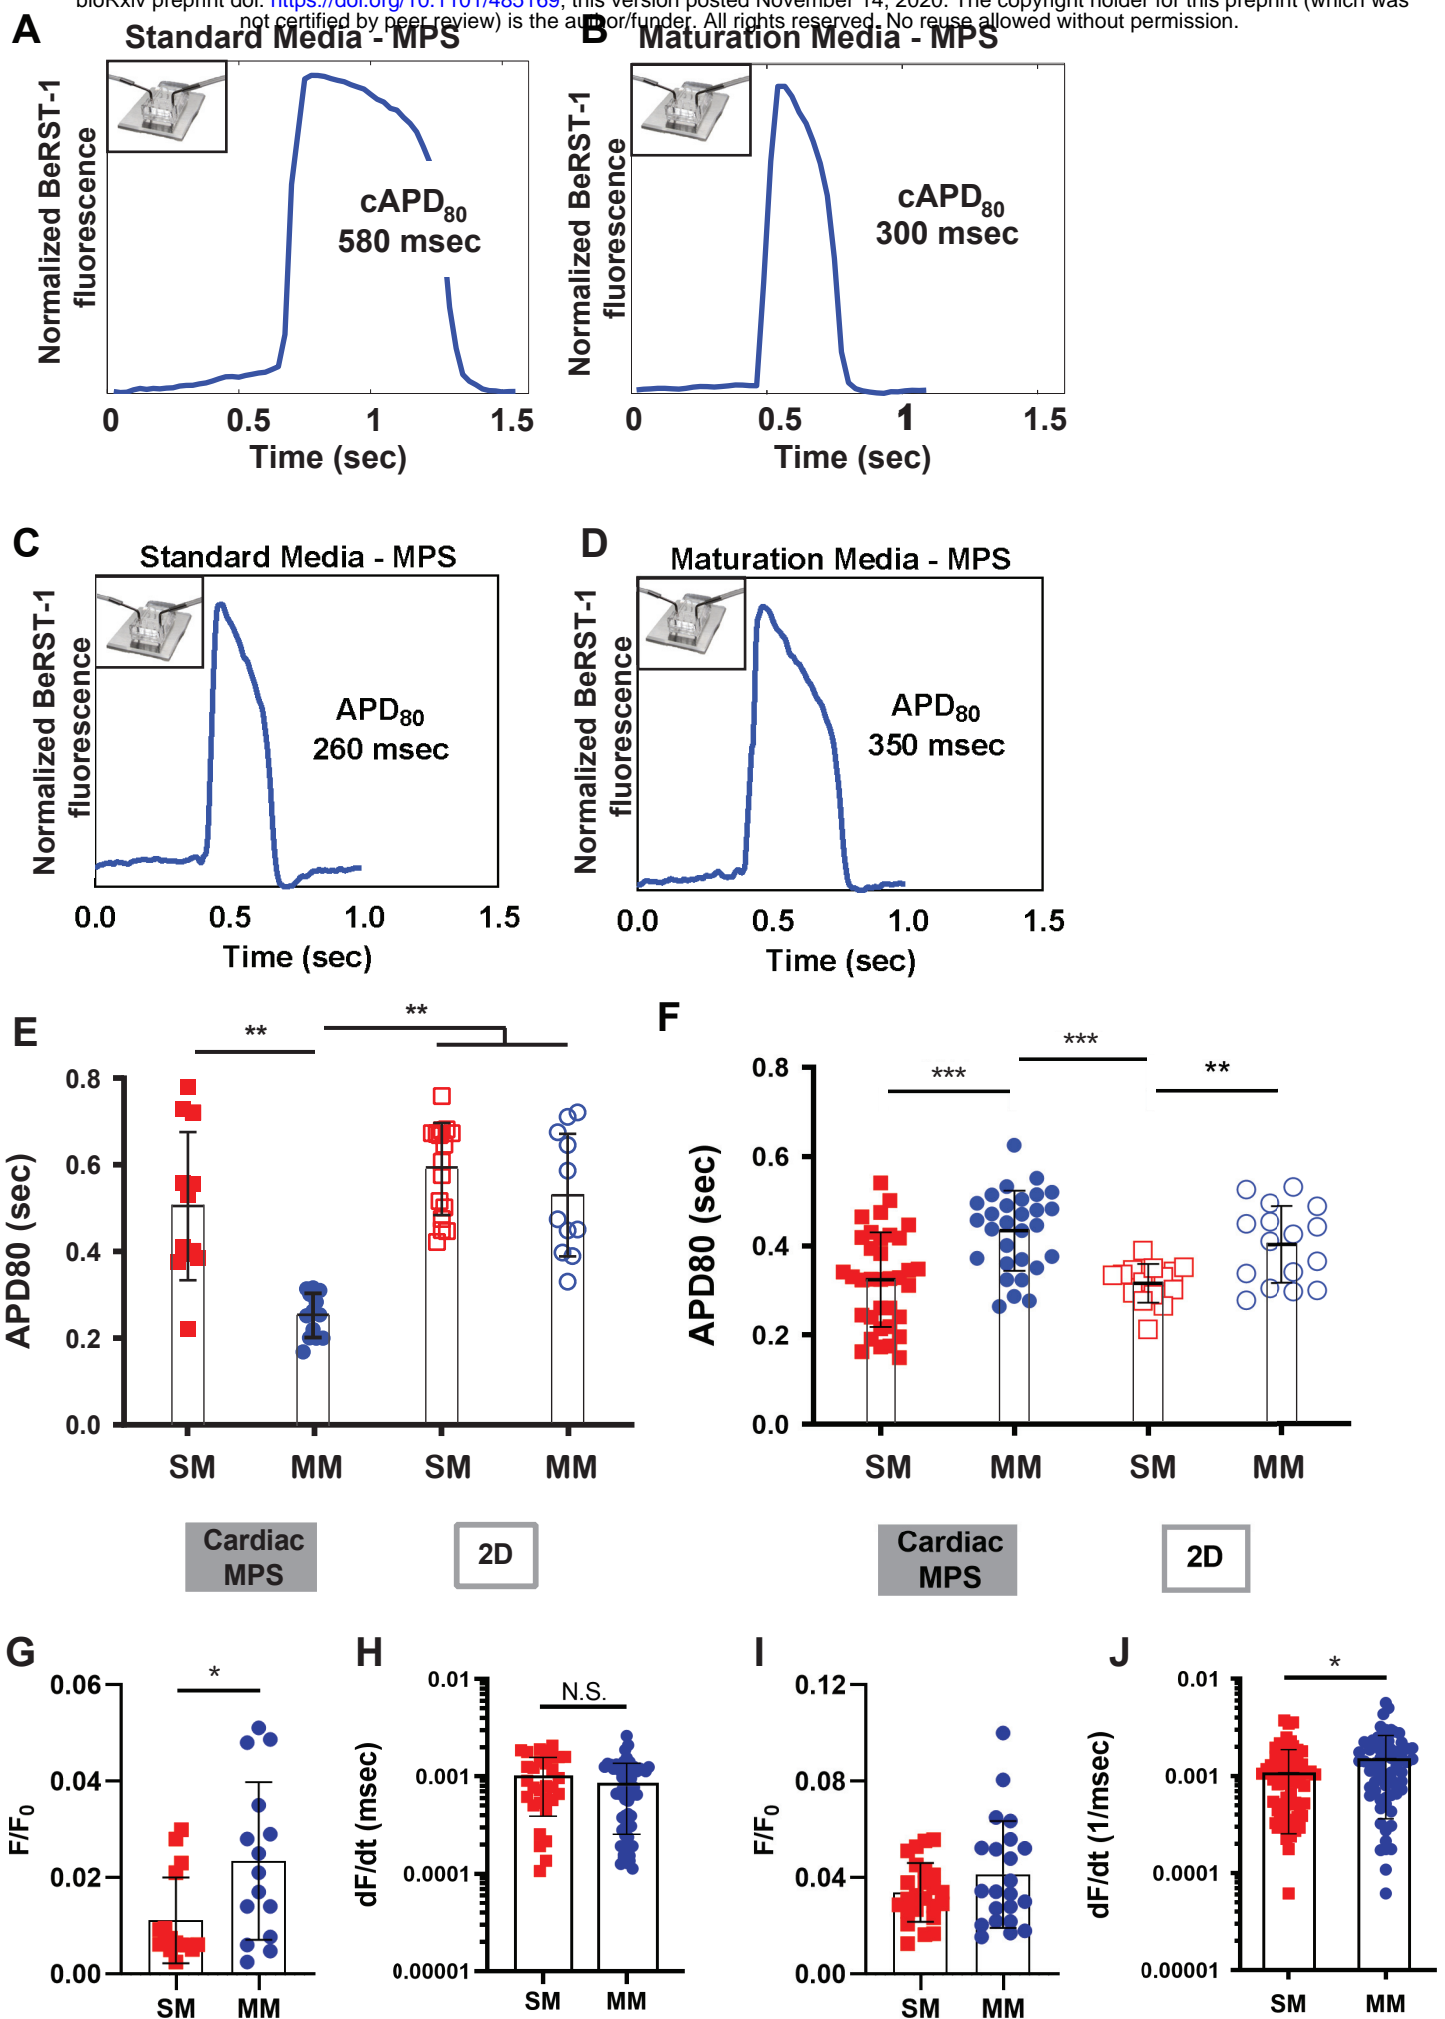 bioRxiv preprint doi: https://doi.org/10.1101/485169; this version posted November 14, 2020. The copyright holder for this preprint (which was
not certified by peer review) is the author/funder. All rights reserved. No reuse allowed without permission.
A
Standard Media - MPS
Normalized BeRST-1
fluorescence
cAPD80
580 msec
0 0.5 1 1.5
Time (sec)
B
Maturation Media - MPS
Normalized BeRST-1
fluorescence
cAPD80
300 msec
0 0.5 1 1.5
Time (sec)
C
Standard Media - MPS
Normalized BeRST-1
fluorescence
APD80
260 msec
0.0 0.5 1.0 1.5
Time (sec)
D
Maturation Media - MPS
Normalized BeRST-1
fluorescence
APD80
350 msec
0.0 0.5 1.0 1.5
Time (sec)
E
** **
APD80 (sec)
0.8
0.6
0.4
0.2
0.0
SM MM SM MM
Cardiac
MPS
2D
F
*** *** **
APD80 (sec)
0.8
0.6
0.4
0.2
0.0
SM MM SM MM
Cardiac
MPS
2D
G
*
F/F0
0.06
0.04
0.02
0.00
SM MM
H
N.S.
dF/dt (msec)
0.01
0.001
0.0001
0.00001
SM MM
I
F/F0
0.12
0.08
0.04
0.00
SM MM
J
*
dF/dt (1/msec)
0.01
0.001
0.0001
0.00001
SM MM